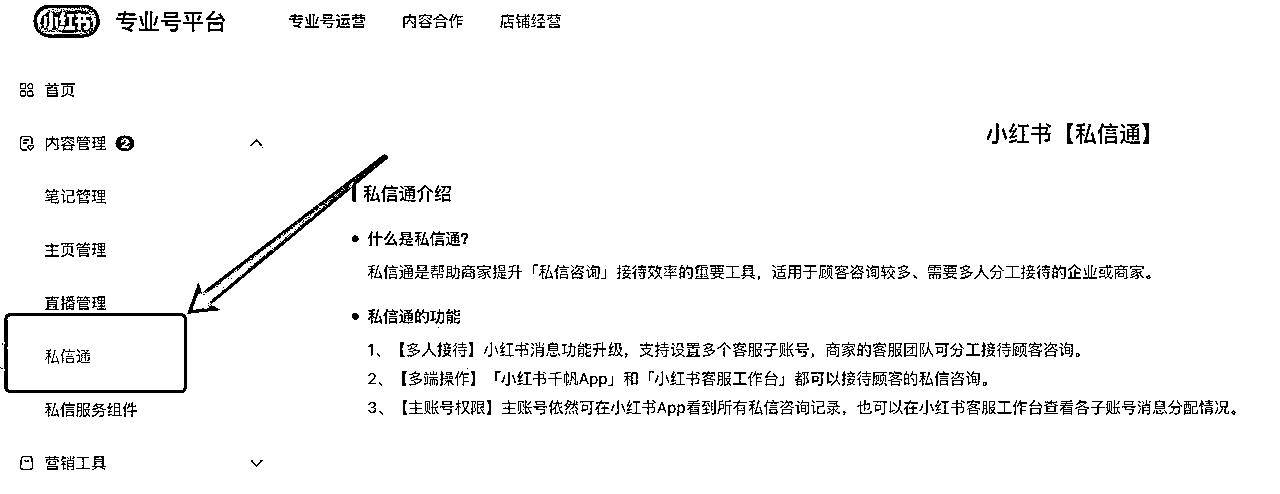 小红书 专业号平台 专业号运营 内容合作 店铺经营
首页
内容管理 2
笔记管理
主页管理
直播管理
私信通
私信服务组件
营销工具
小红书【私信通】
私信通介绍
• 什么是私信通?
私信通是帮助商家提升「私信咨询」接待效率的重要工具，适用于顾客咨询较多、需要多人分工接待的企业或商家。
• 私信通的功能
1、【多人接待】小红书消息功能升级，支持设置多个客服子账号，商家的客服团队可分工接待顾客咨询。
2、【多端操作】「小红书千帆App」和「小红书客服工作台」都可以接待顾客的私信咨询。
3、【主账号权限】主账号依然可在小红书App看到所有私信咨询记录，也可以在小红书客服工作台查看各子账号消息分配情况。